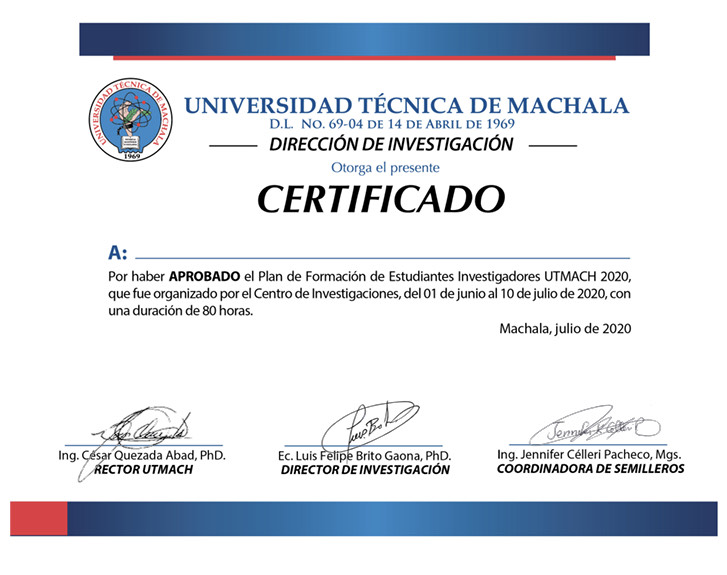 UNIVERSIDAD TÉCNICA DE MACHALA
1969
UNIVERSIDAD TÉCNICA DE MACHALA
D.L. NO. 69-04 DE 14 DE ABRIL DE 1969
DIRECCIÓN DE INVESTIGACIÓN
Otorga el presente
CERTIFICADO
A:
Por haber APROBADO el Plan de Formación de Estudiantes Investigadores UTMACH 2020,
que fue organizado por el Centro de Investigaciones, del 01 de junio al 10 de julio de 2020, con
una duración de 80 horas.
Machala, julio de 2020
Ing. César Quezada Abad, PhD.
RECTOR UTMACH
Ec. Luis Felipe Brito Gaona, PhD.
DIRECTOR DE INVESTIGACIÓN
Ing. Jennifer Célleri Pacheco, Mgs.
COORDINADORA DE SEMILLEROS